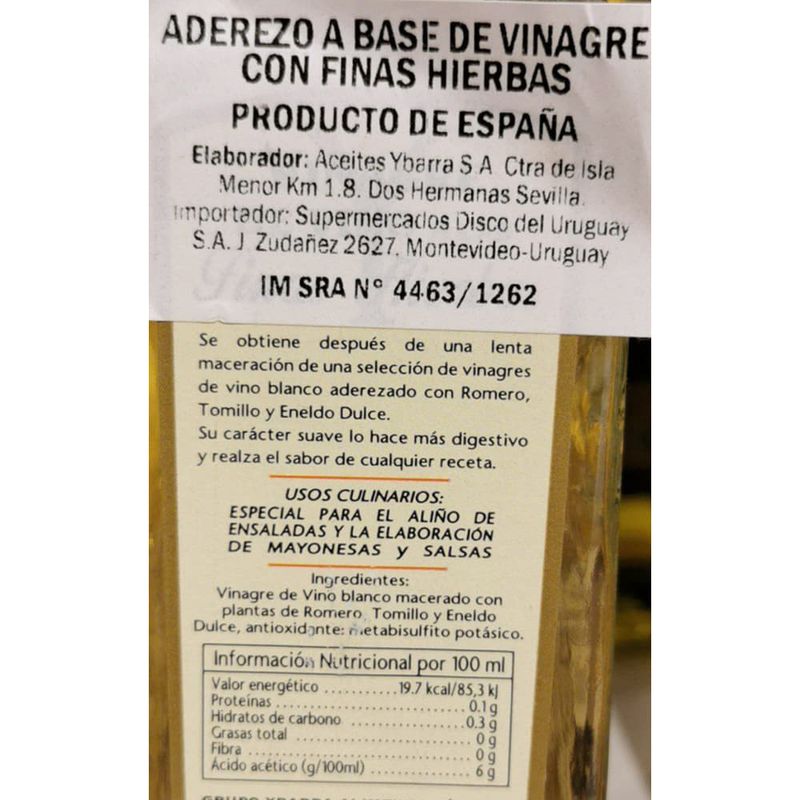 ADEREZO A BASE DE VINAGRE
CON FINAS HIERBAS
PRODUCTO DE ESPAÑA
Elaborador: Aceites Ybarra S.A Ctra de Isla
Menor Km 1.8. Dos Hermanas Sevilla.
Importador: Supermercados Disco del Uruguay
S.A. J Zudañez 2627. Montevideo-Uruguay
IM SRA N° 4463/1262
Se obtiene después de una lenta
maceración de una selección de vinagres
de vino blanco aderezado con Romero,
Tomillo y Eneldo Dulce.
Su carácter suave lo hace más digestivo
y realza el sabor de cualquier receta.
USOS CULINARIOS:
ESPECIAL PARA EL ALIÑO DE
ENSALADAS Y LA ELABORACIÓN
DE MAYONESAS y SALSAS
Ingredientes:
Vinagre de Vino blanco macerado con
plantas de Romero, Tomillo y Eneldo
Dulce, antioxidante: metabisulfito potásico.
Información Nutricional por 100 ml
Valor energético ..........19.7 kcal/85,3 kJ
Proteínas ..............................0.1 g
Hidratos de carbono ................0.3 g
Grasas total ..........................0 g
Fibra ....................................0 g
Ácido acético (g/100ml) ..............6 g